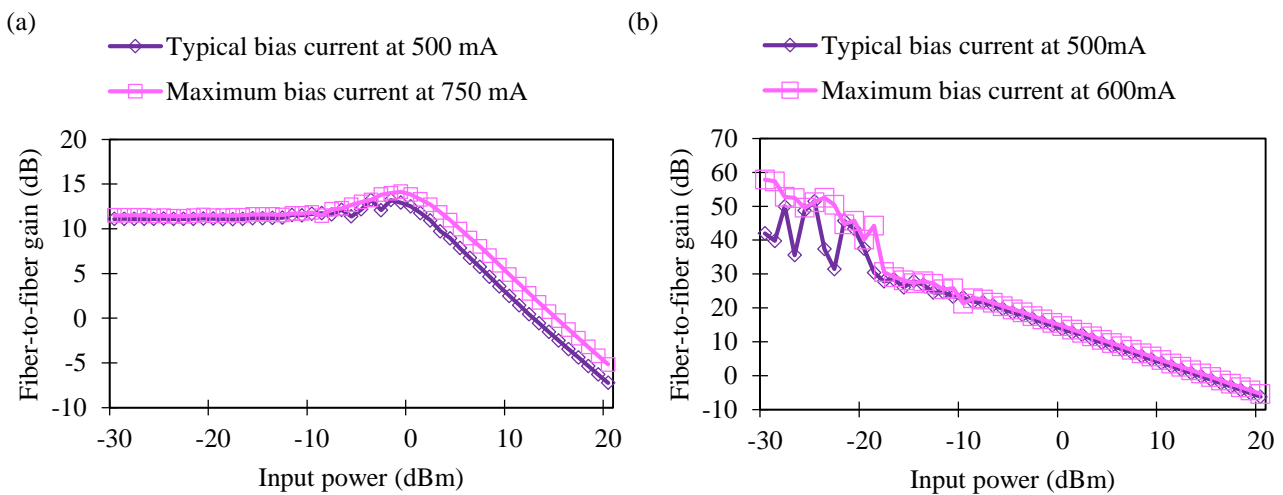 (a)
Typical bias current at 500 mA
Maximum bias current at 750 mA
Fiber-to-fiber gain (dB)
20
15
10
5
0
-5
-10
-30
-20
-10
0
10
20
Input power (dBm)
(b)
Typical bias current at 500mA
Maximum bias current at 600mA
Fiber-to-fiber gain (dB)
70
60
50
40
30
20
10
0
-10
-30
-20
-10
0
10
20
Input power (dBm)